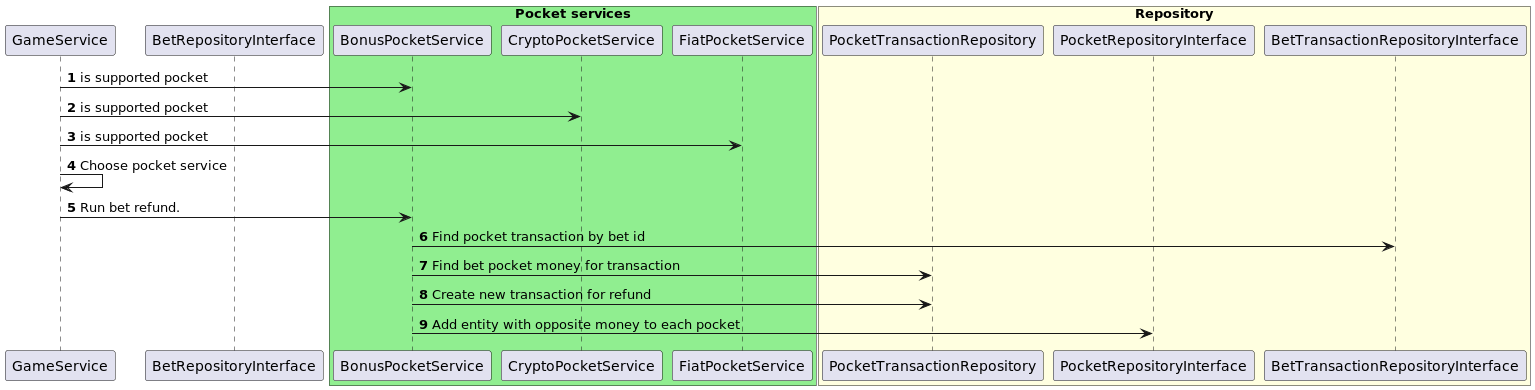 Pocket services
Repository
GameService
BetRepositoryInterface
BonusPocketService
CryptoPocketService
FiatPocketService
PocketTransactionRepository
PocketRepositoryInterface
BetTransactionRepositoryInterface
1 is supported pocket
2 is supported pocket
3 is supported pocket
4 Choose pocket service
5 Run bet refund.
6 Find pocket transaction by bet id
7 Find bet pocket money for transaction
8 Create new transaction for refund
9 Add entity with opposite money to each pocket
GameService
BetRepositoryInterface
BonusPocketService
CryptoPocketService
FiatPocketService
PocketTransactionRepository
PocketRepositoryInterface
BetTransactionRepositoryInterface